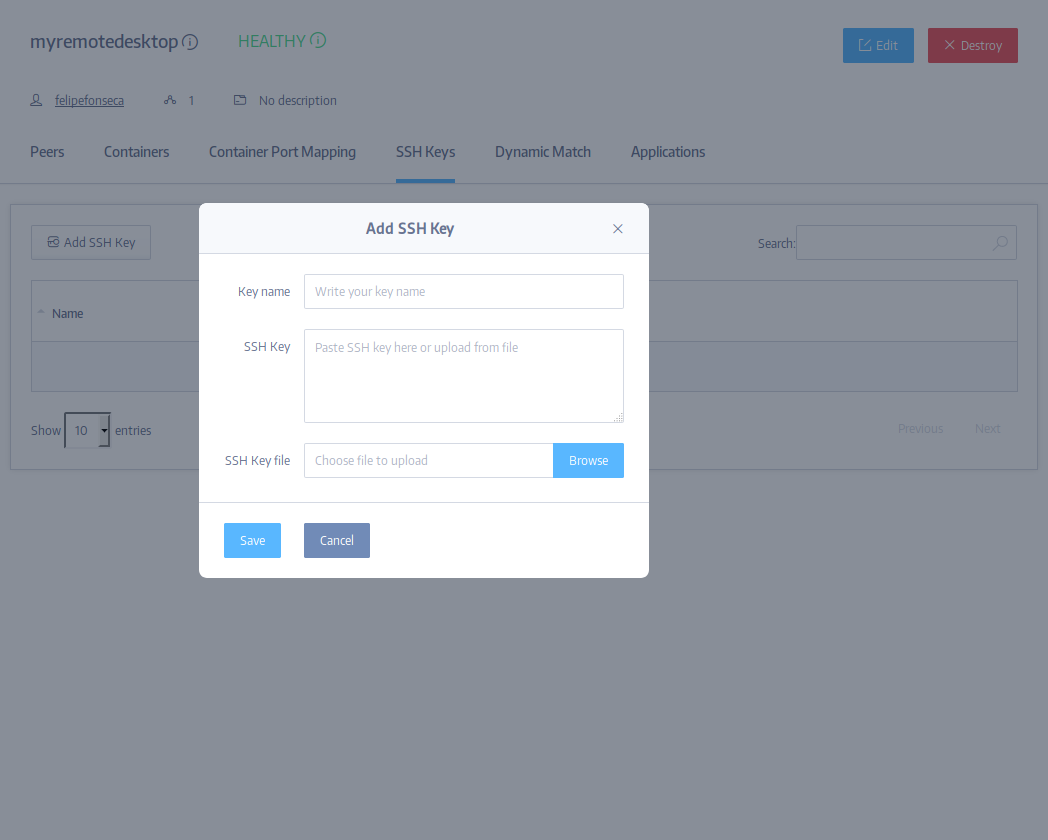 myremotedesktop
HEALTHY
Edit
Destroy
felipefonseca
1
No description
Peers
Containers
Container Port Mapping
SSH Keys
Dynamic Match
Applications
Add SSH Key
Search:
Name
Show 10 entries
Previous
Next
Add SSH Key
Key name
Write your key name
SSH Key
Paste SSH key here or upload from file
SSH Key file
Choose file to upload
Browse
Save
Cancel